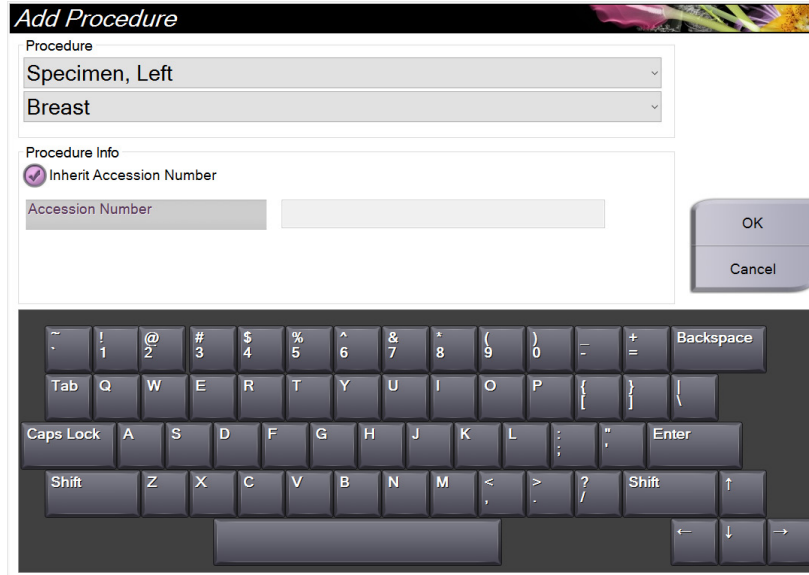 Add Procedure
Procedure
Specimen, Left
Breast
Procedure Info
Inherit Accession Number
Accession Number
OK
Cancel
~ ! @ # $ % ^ & * ( ) _ + Backspace
` 1 2 3 4 5 6 7 8 9 0 - =
Tab Q W E R T Y U I O P { } |
[ ] \
Caps Lock A S D F G H J K L : " Enter
; '
Shift Z X C V B N M < > ? Shift ↑
, . /
← ↓ →